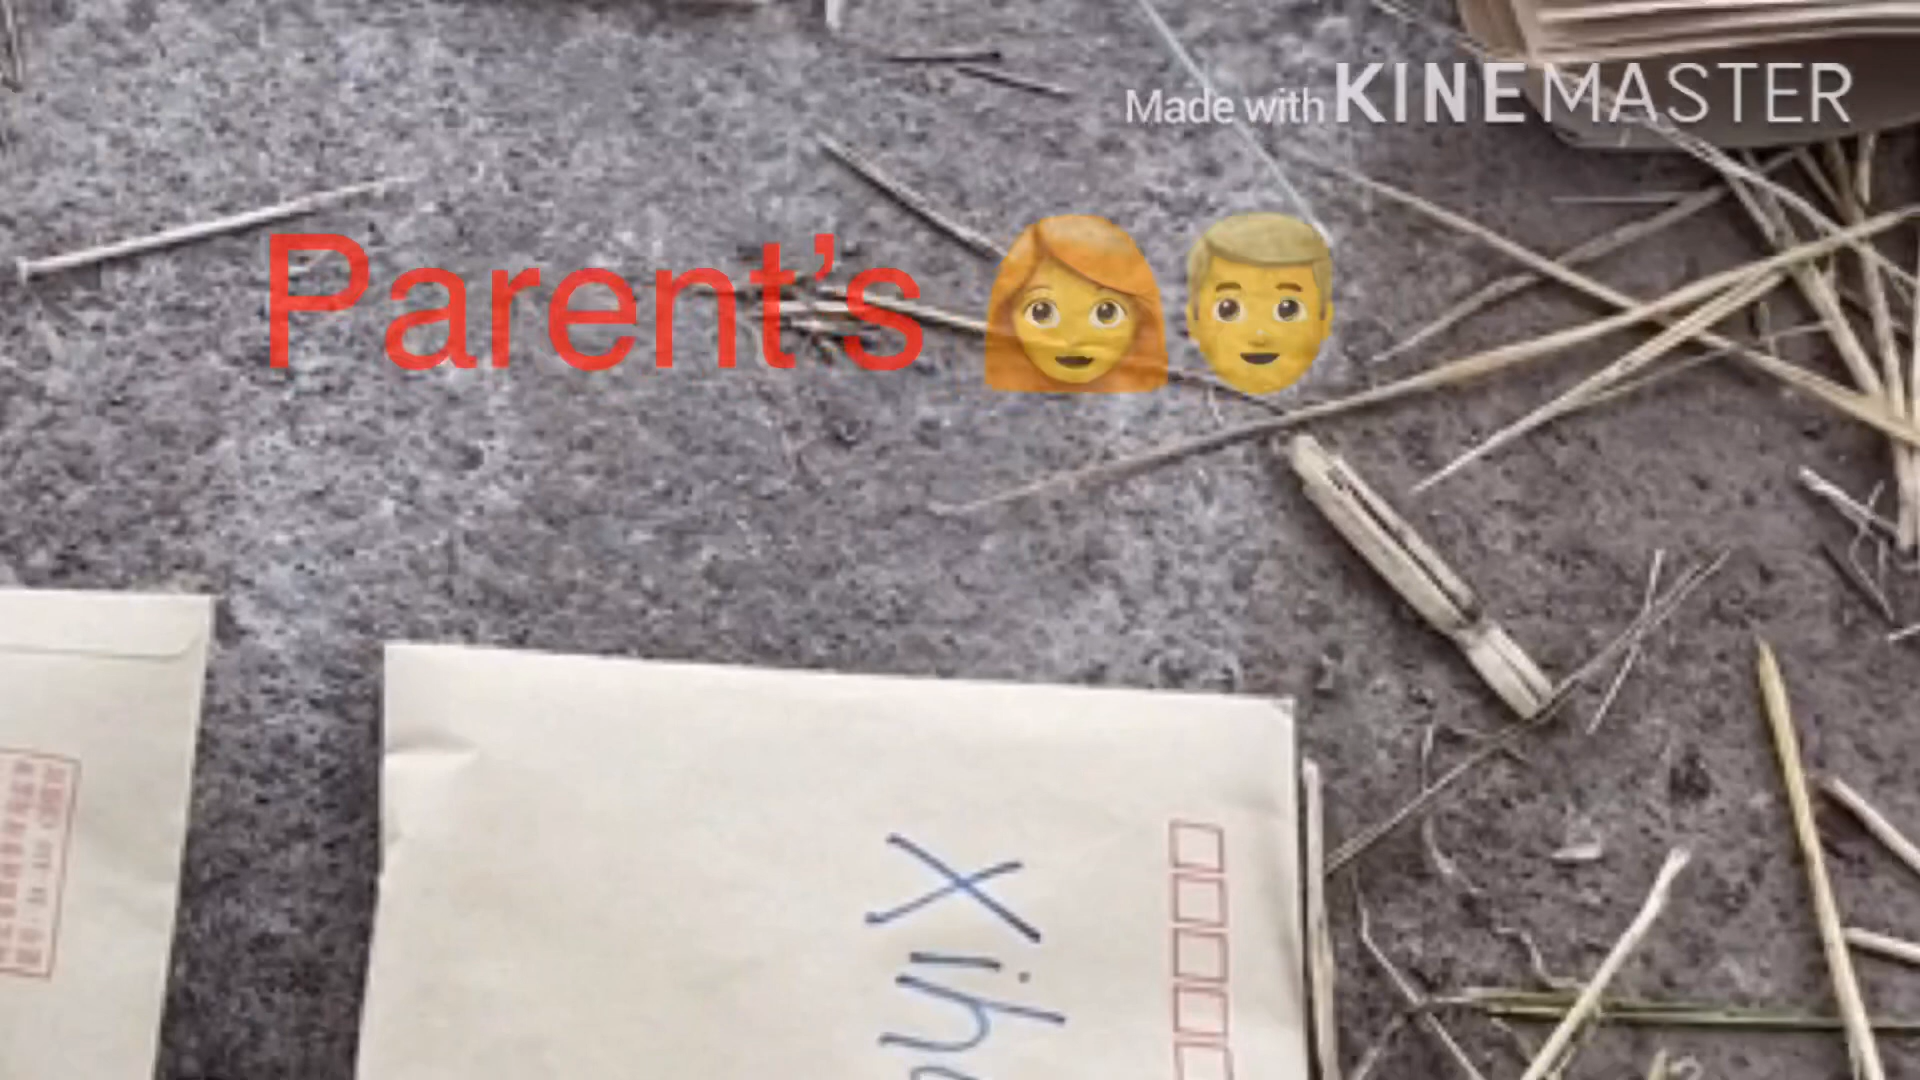 Made with KINEMASTER
Parent’s 👩‍🦰👨
Xih